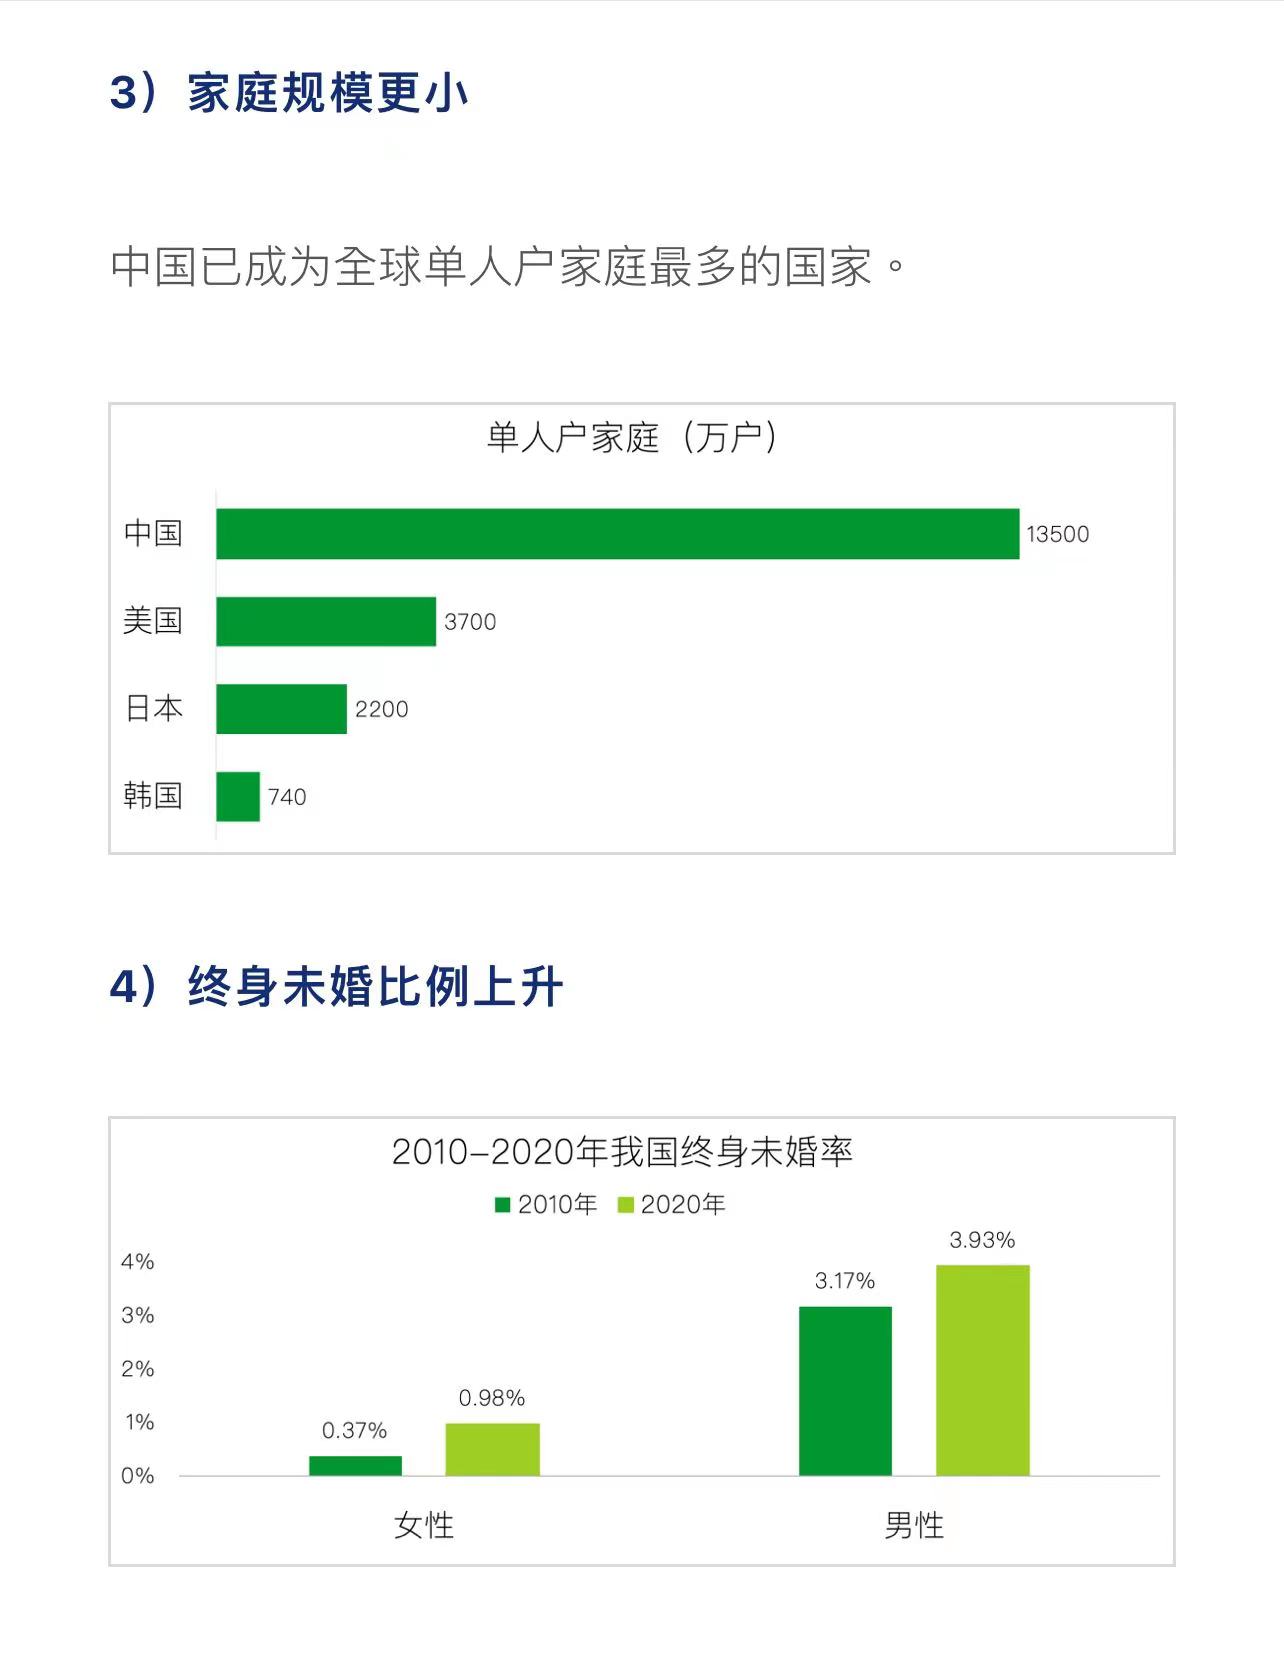 3）家庭规模更小
中国已成为全球单人户家庭最多的国家。
单人户家庭（万户）
中国 13500
美国 3700
日本 2200
韩国 740
4）终身未婚比例上升
2010-2020年我国终身未婚率
2010年 2020年
4%
3%
2%
1%
0%
0.37%
0.98%
3.17%
3.93%
女性
男性